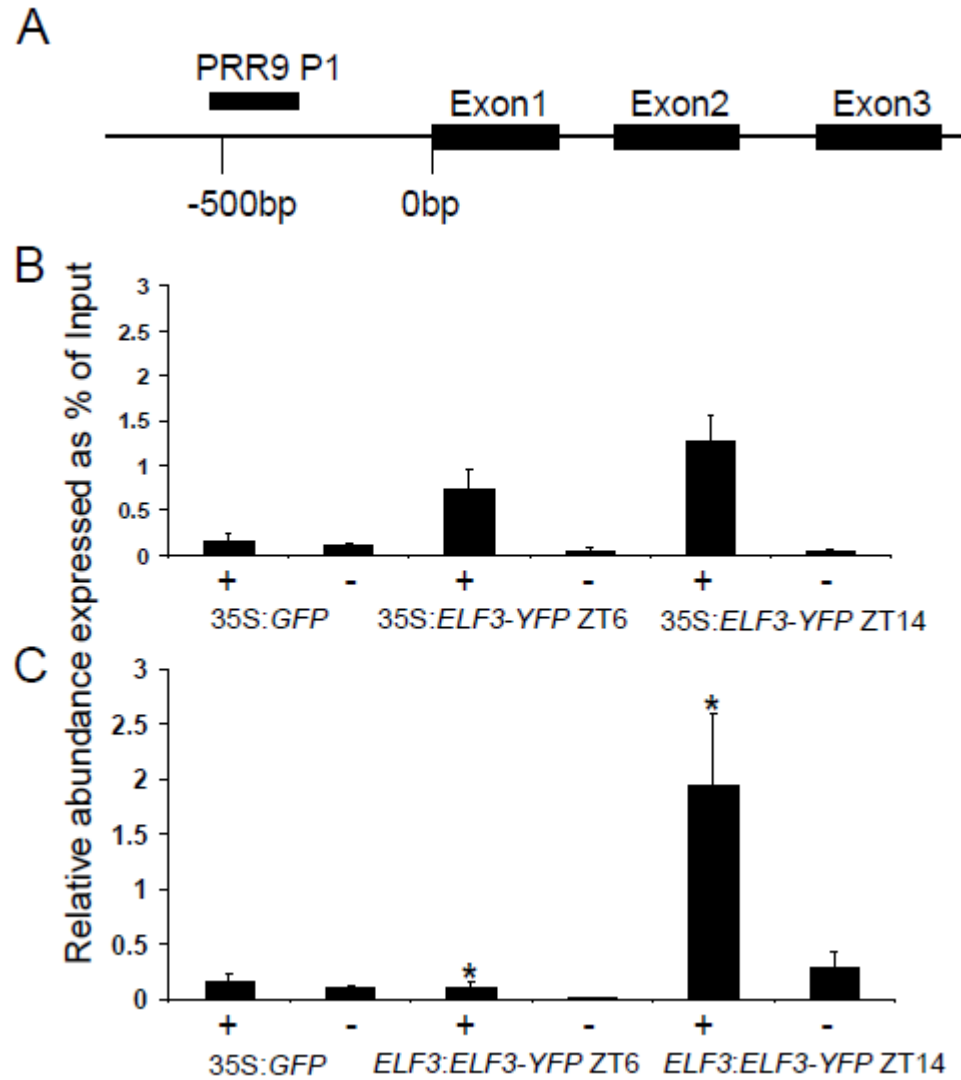 A
PRR9 P1
Exon1 Exon2 Exon3
-500bp 0bp
Relative abundance expressed as % of Input
B
3
2.5
2
1.5
1
0.5
0
+ - + - + -
35S:GFP 35S:ELF3-YFP ZT6 35S:ELF3-YFP ZT14
C
3
2.5
2
1.5
1
0.5
0
* *
+ - + - + -
35S:GFP ELF3:ELF3-YFP ZT6 ELF3:ELF3-YFP ZT14